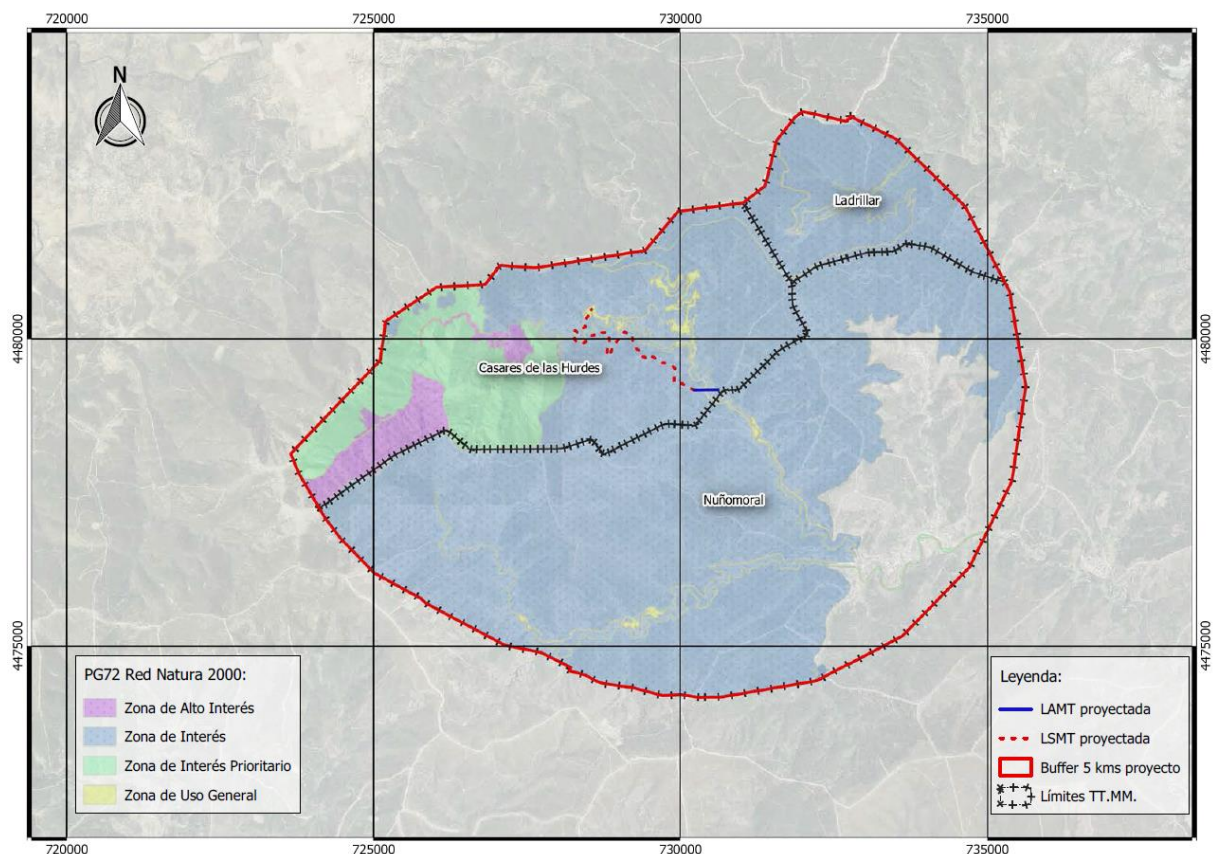 720000 725000 730000 735000
N
Ladrillar
4480000 4480000
Casares de las Hurdes
Nuñomoral
4475000 4475000
PG72 Red Natura 2000:
Zona de Alto Interés
Zona de Interés
Zona de Interés Prioritario
Zona de Uso General
Leyenda:
LAMT proyectada
LSMT proyectada
Buffer 5 kms proyecto
Límites TT.MM.
720000 725000 730000 735000